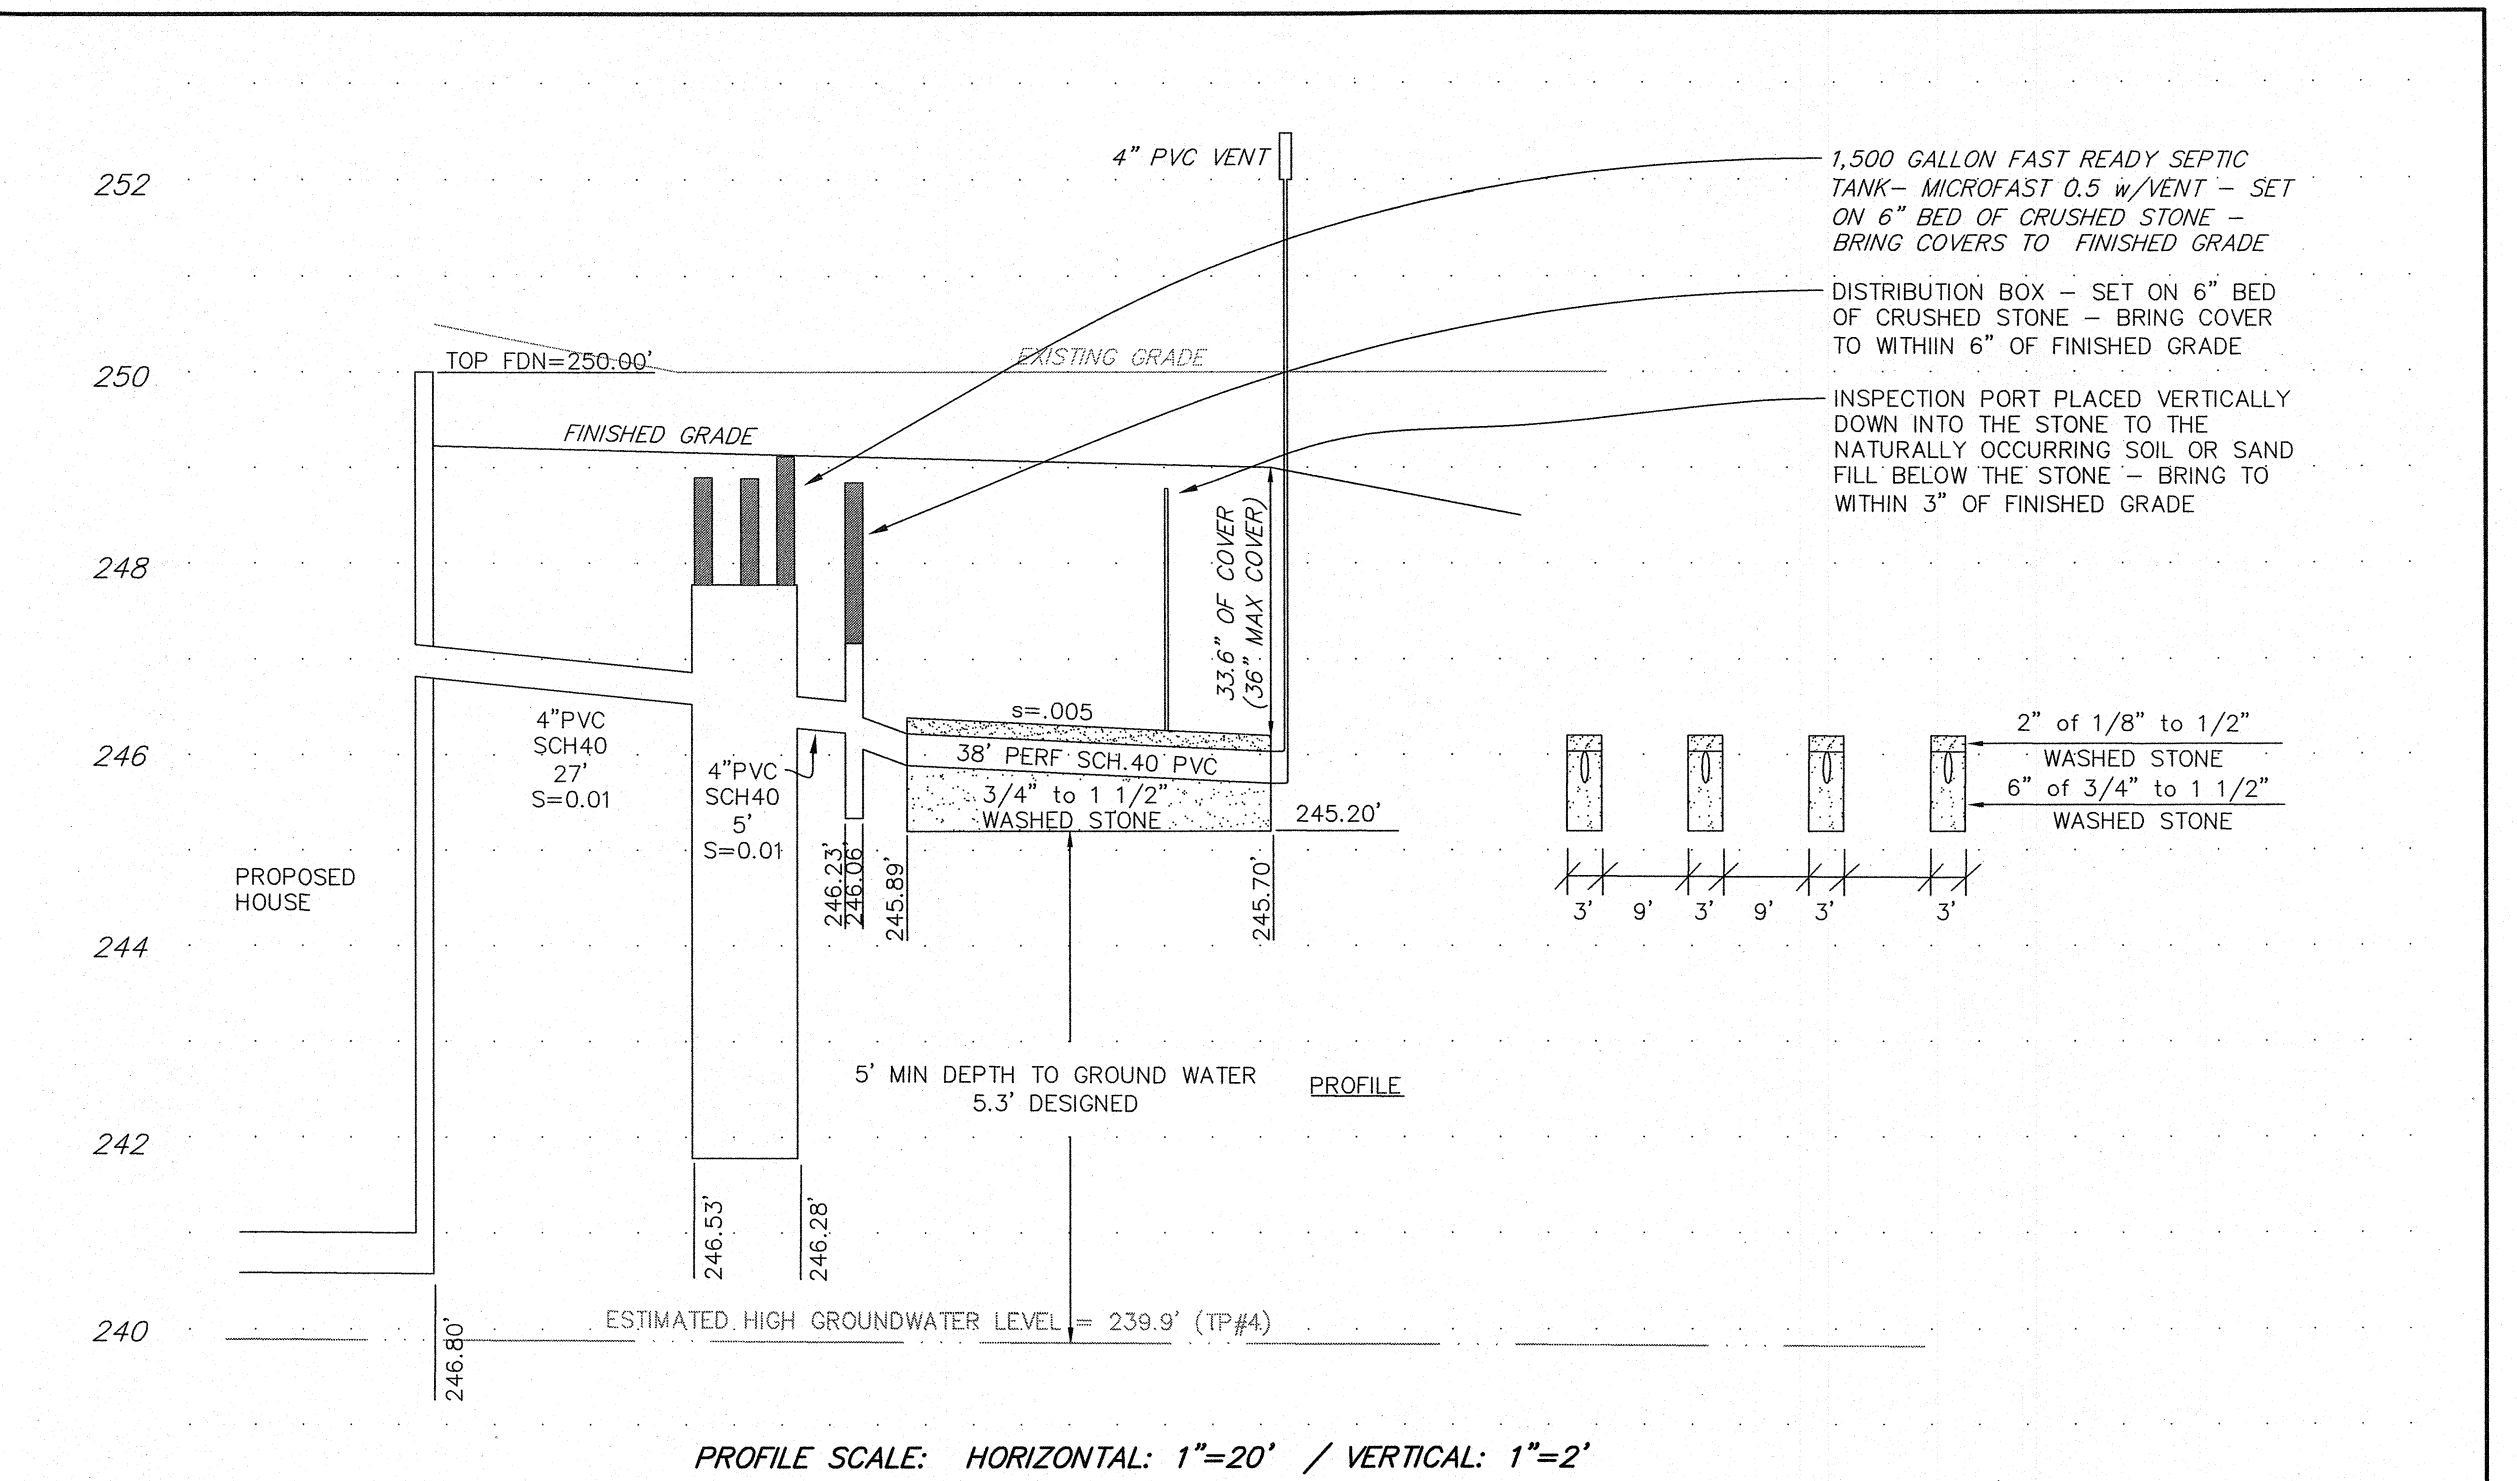 4" PVC VENT
1,500 GALLON FAST READY SEPTIC
TANK– MICROFAST 0.5 w/VENT – SET
ON 6" BED OF CRUSHED STONE –
BRING COVERS TO FINISHED GRADE
DISTRIBUTION BOX – SET ON 6" BED
OF CRUSHED STONE – BRING COVER
TO WITHIIN 6" OF FINISHED GRADE
INSPECTION PORT PLACED VERTICALLY
DOWN INTO THE STONE TO THE
NATURALLY OCCURRING SOIL OR SAND
FILL BELOW THE STONE – BRING TO
WITHIN 3" OF FINISHED GRADE
252
250
248
246
244
242
240
TOP FDN=250.00'
EXISTING GRADE
FINISHED GRADE
33.6" OF COVER
(36" MAX COVER)
s=.005
38' PERF SCH.40 PVC
3/4" to 1 1/2"
WASHED STONE
245.20'
4"PVC
SCH40
27'
S=0.01
4"PVC
SCH40
5'
S=0.01
246.23'
246.06'
245.89'
245.70'
PROPOSED
HOUSE
2" of 1/8" to 1/2"
WASHED STONE
6" of 3/4" to 1 1/2"
WASHED STONE
3'
9'
3'
9'
3'
3'
5' MIN DEPTH TO GROUND WATER
5.3' DESIGNED
PROFILE
246.53'
246.28'
246.80'
ESTIMATED HIGH GROUNDWATER LEVEL = 239.9' (TP#4)
PROFILE SCALE: HORIZONTAL: 1"=20' / VERTICAL: 1"=2'